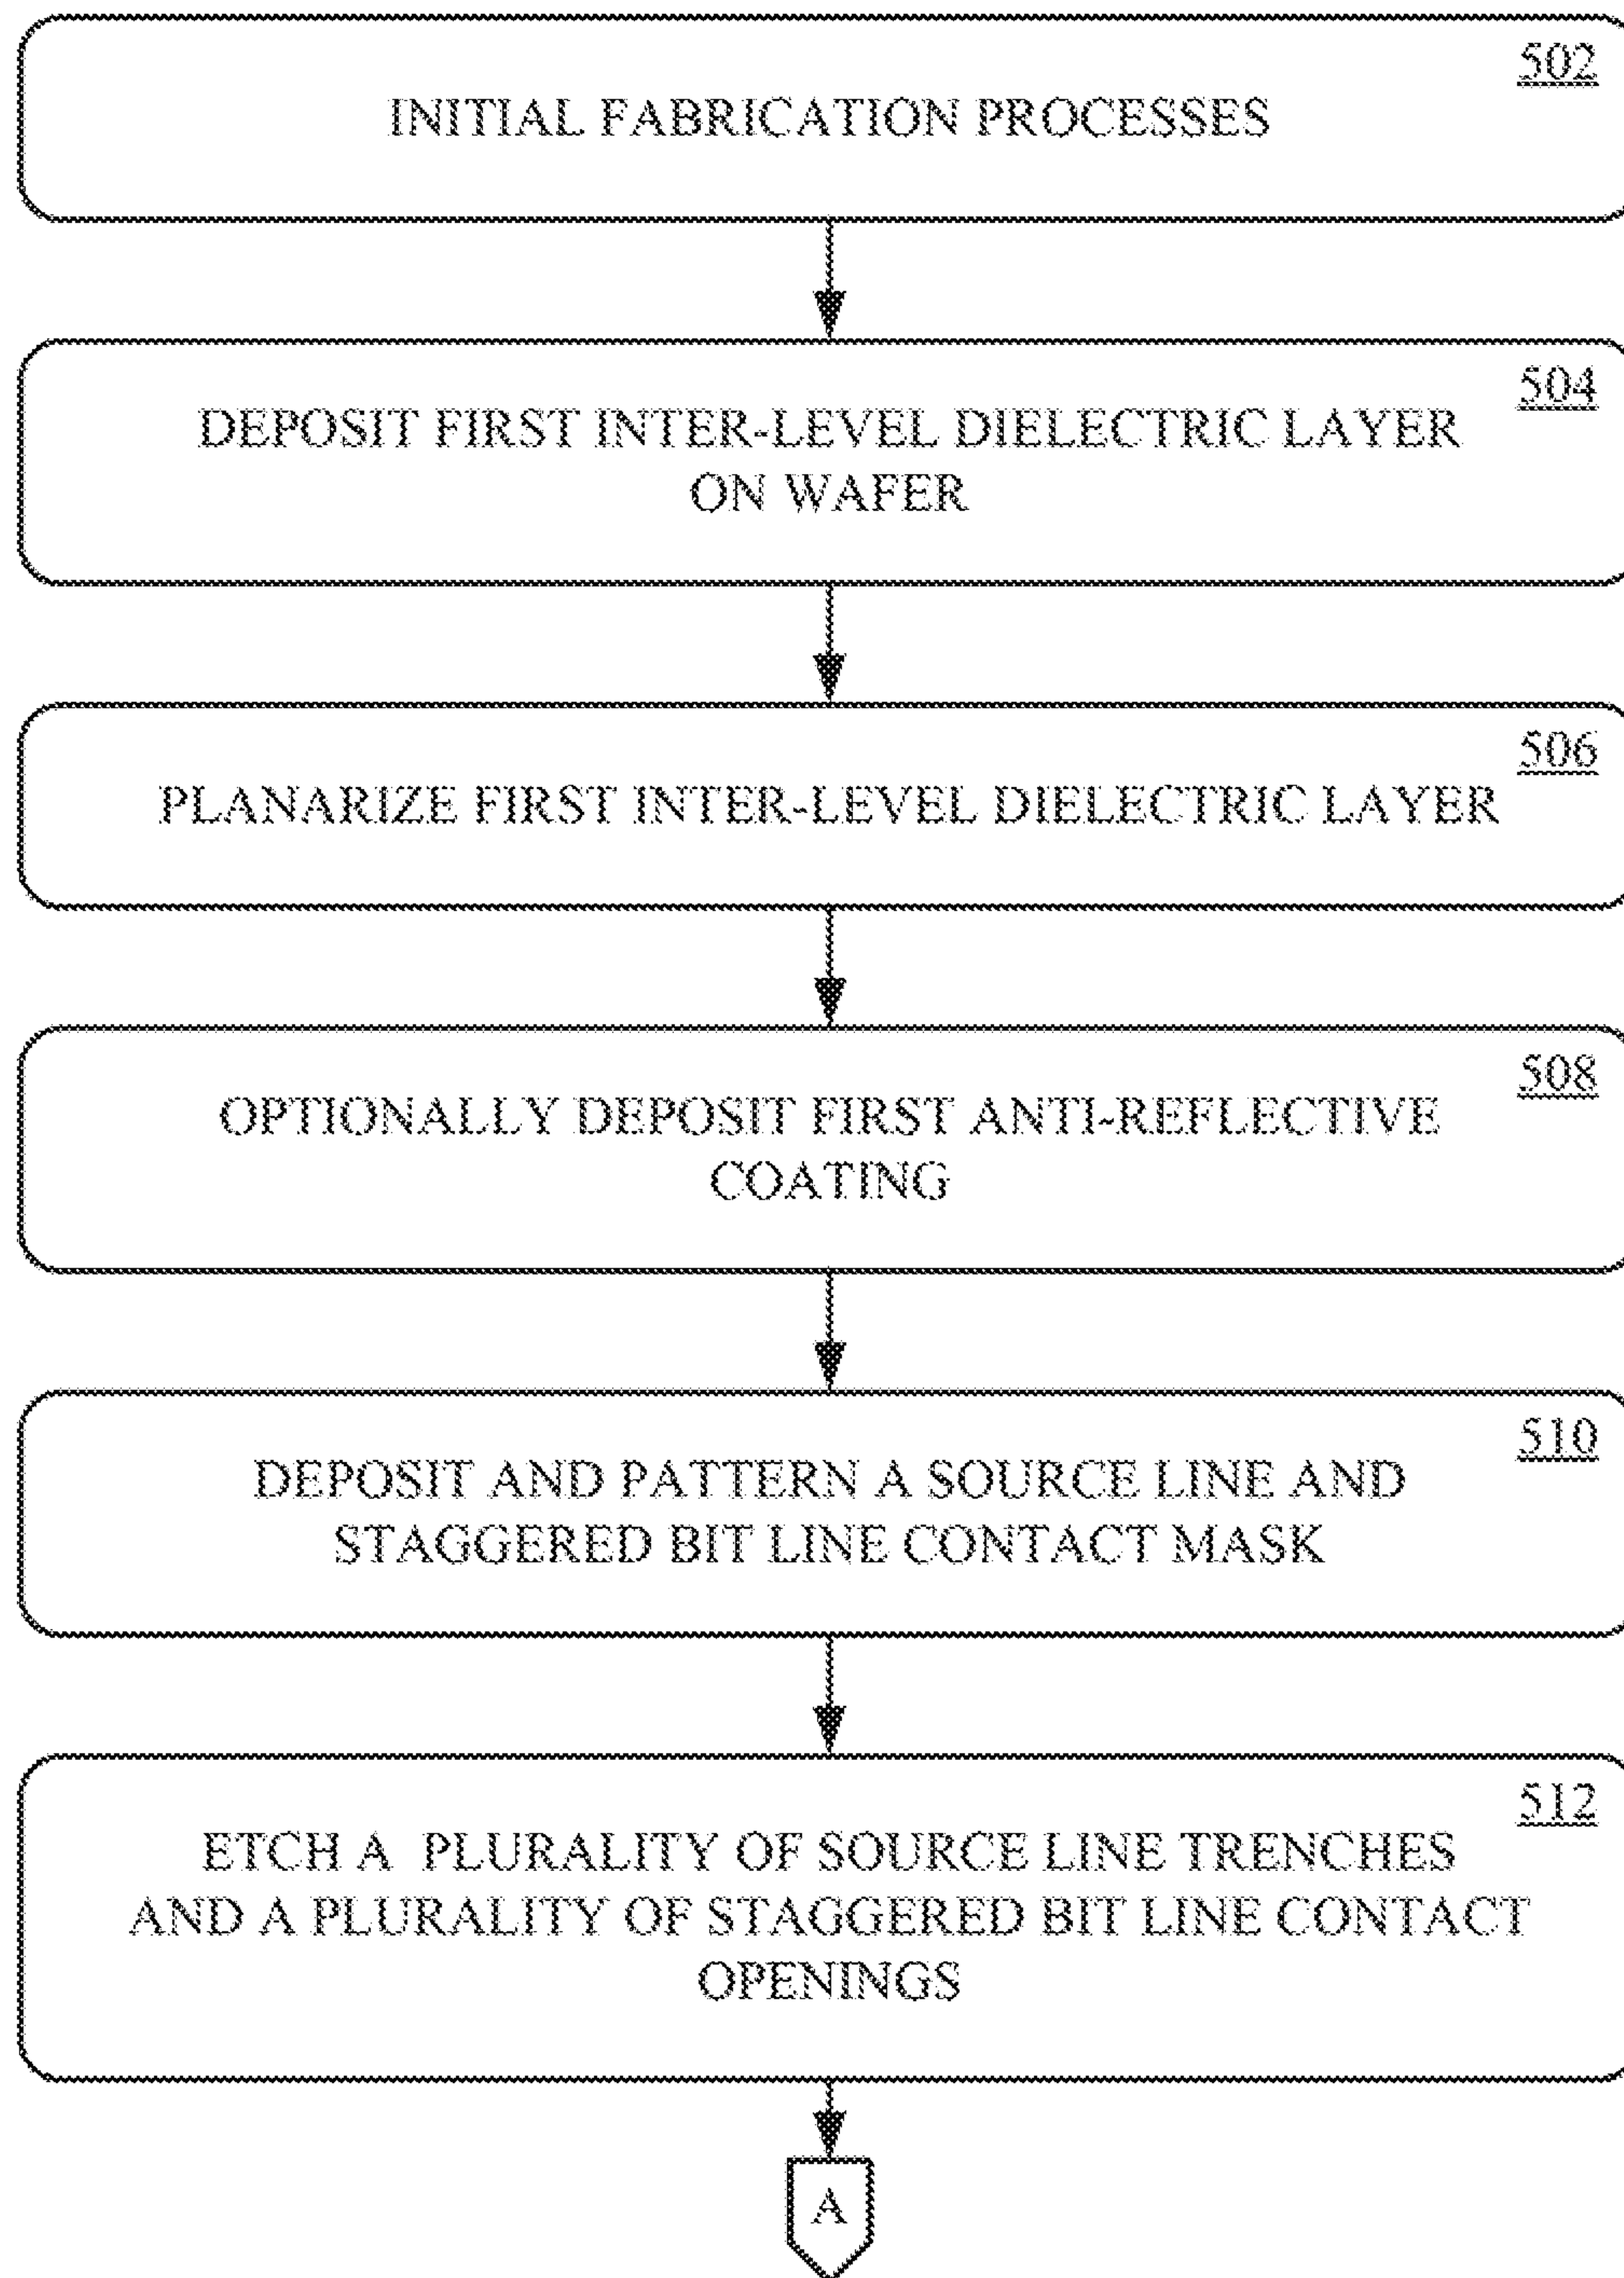 502
INITIAL FABRICATION PROCESSES
504
DEPOSIT FIRST INTER-LEVEL DIELECTRIC LAYER
ON WAFER
506
PLANARIZE FIRST INTER-LEVEL DIELECTRIC LAYER
508
OPTIONALLY DEPOSIT FIRST ANTI-REFLECTIVE
COATING
510
DEPOSIT AND PATTERN A SOURCE LINE AND
STAGGERED BIT LINE CONTACT MASK
512
ETCH A PLURALITY OF SOURCE LINE TRENCHES
AND A PLURALITY OF STAGGERED BIT LINE CONTACT
OPENINGS
A